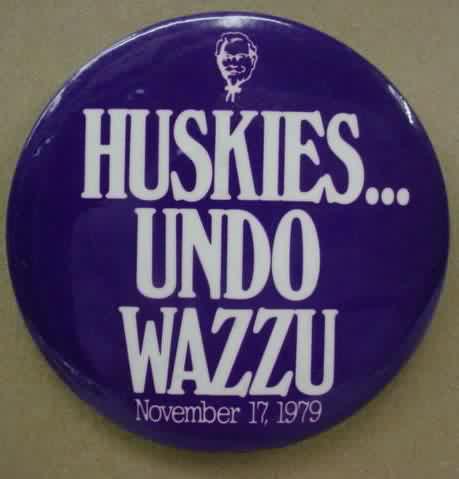 HUSKIES...
UNDO
WAZZU
November 17, 1979